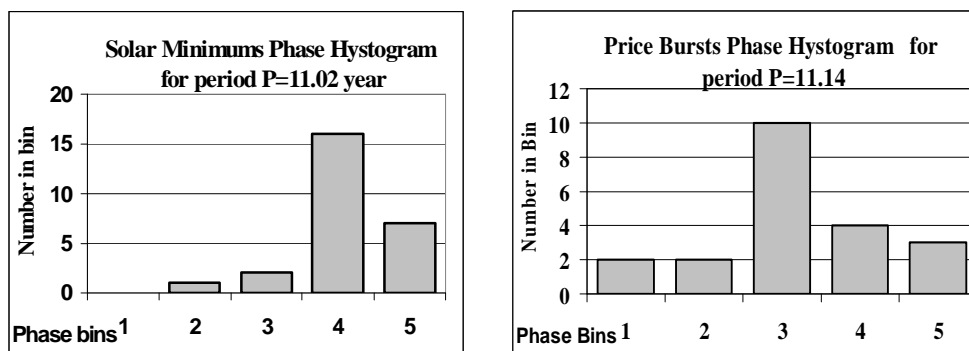 Solar Minimums Phase Hystogram
for period P=11.02 year
20
15
10
5
0
Number in bin
Phase bins 1 2 3 4 5
Price Bursts Phase Hystogram for
period P=11.14
12
10
8
6
4
2
0
Number in Bin
Phase Bins 1 2 3 4 5